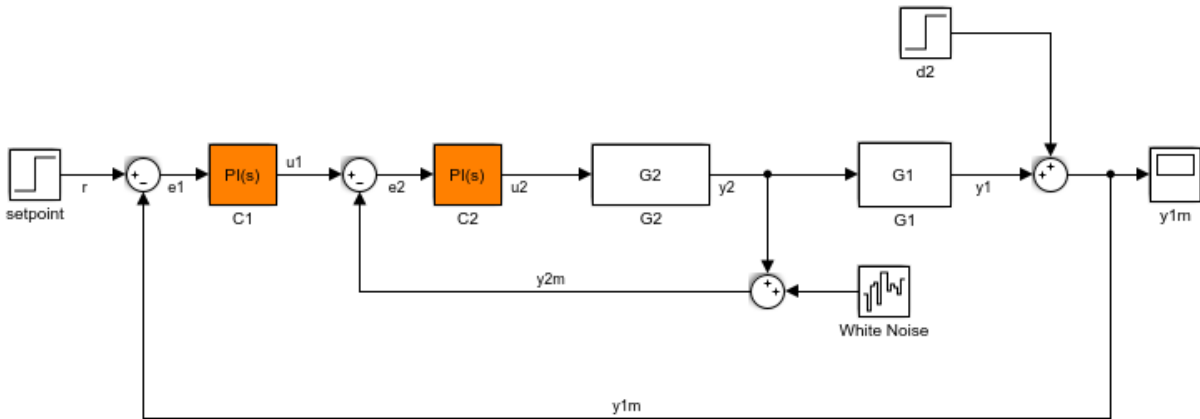 d2
setpoint
r
e1
PI(s)
C1
u1
e2
PI(s)
C2
u2
G2
G2
y2
G1
G1
y1
y1m
y2m
White Noise
y1m